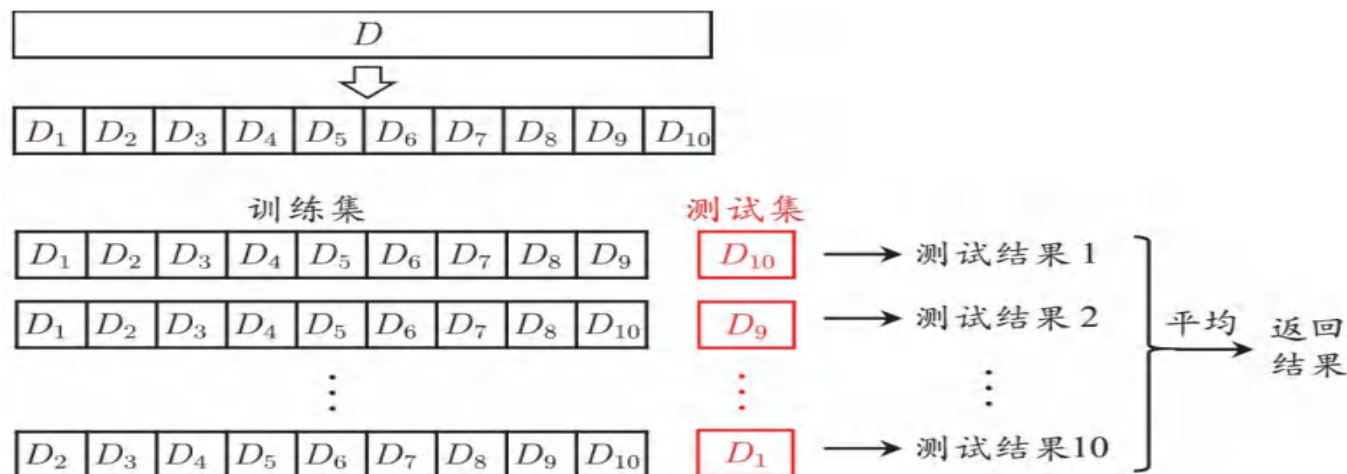 D
D₁ D₂ D₃ D₄ D₅ D₆ D₇ D₈ D₉ D₁₀
训练集 测试集
D₁ D₂ D₃ D₄ D₅ D₆ D₇ D₈ D₉ D₁₀ 测试结果 1
D₁ D₂ D₃ D₄ D₅ D₆ D₇ D₈ D₁₀ D₉ 测试结果 2
平均 返回
结果
⋮ ⋮ ⋮
D₂ D₃ D₄ D₅ D₆ D₇ D₈ D₉ D₁₀ D₁ 测试结果10